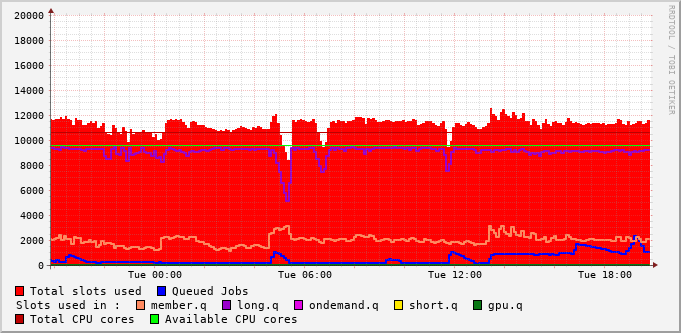 20000
18000
16000
14000
12000
10000
8000
6000
4000
2000
0
Tue 00:00 Tue 06:00 Tue 12:00 Tue 18:00
RRDTOOL / TOBI OETIKER
Total slots used Queued Jobs
Slots used in : member.q long.q ondemand.q short.q gpu.q
Total CPU cores Available CPU cores